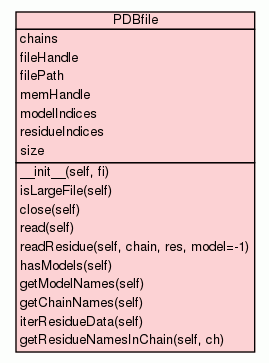 PDBfile
chains
fileHandle
filePath
memHandle
modelIndices
residueIndices
size
__init__(self, fi)
isLargeFile(self)
close(self)
read(self)
readResidue(self, chain, res, model=-1)
hasModels(self)
getModelNames(self)
getChainNames(self)
iterResidueData(self)
getResidueNamesInChain(self, ch)